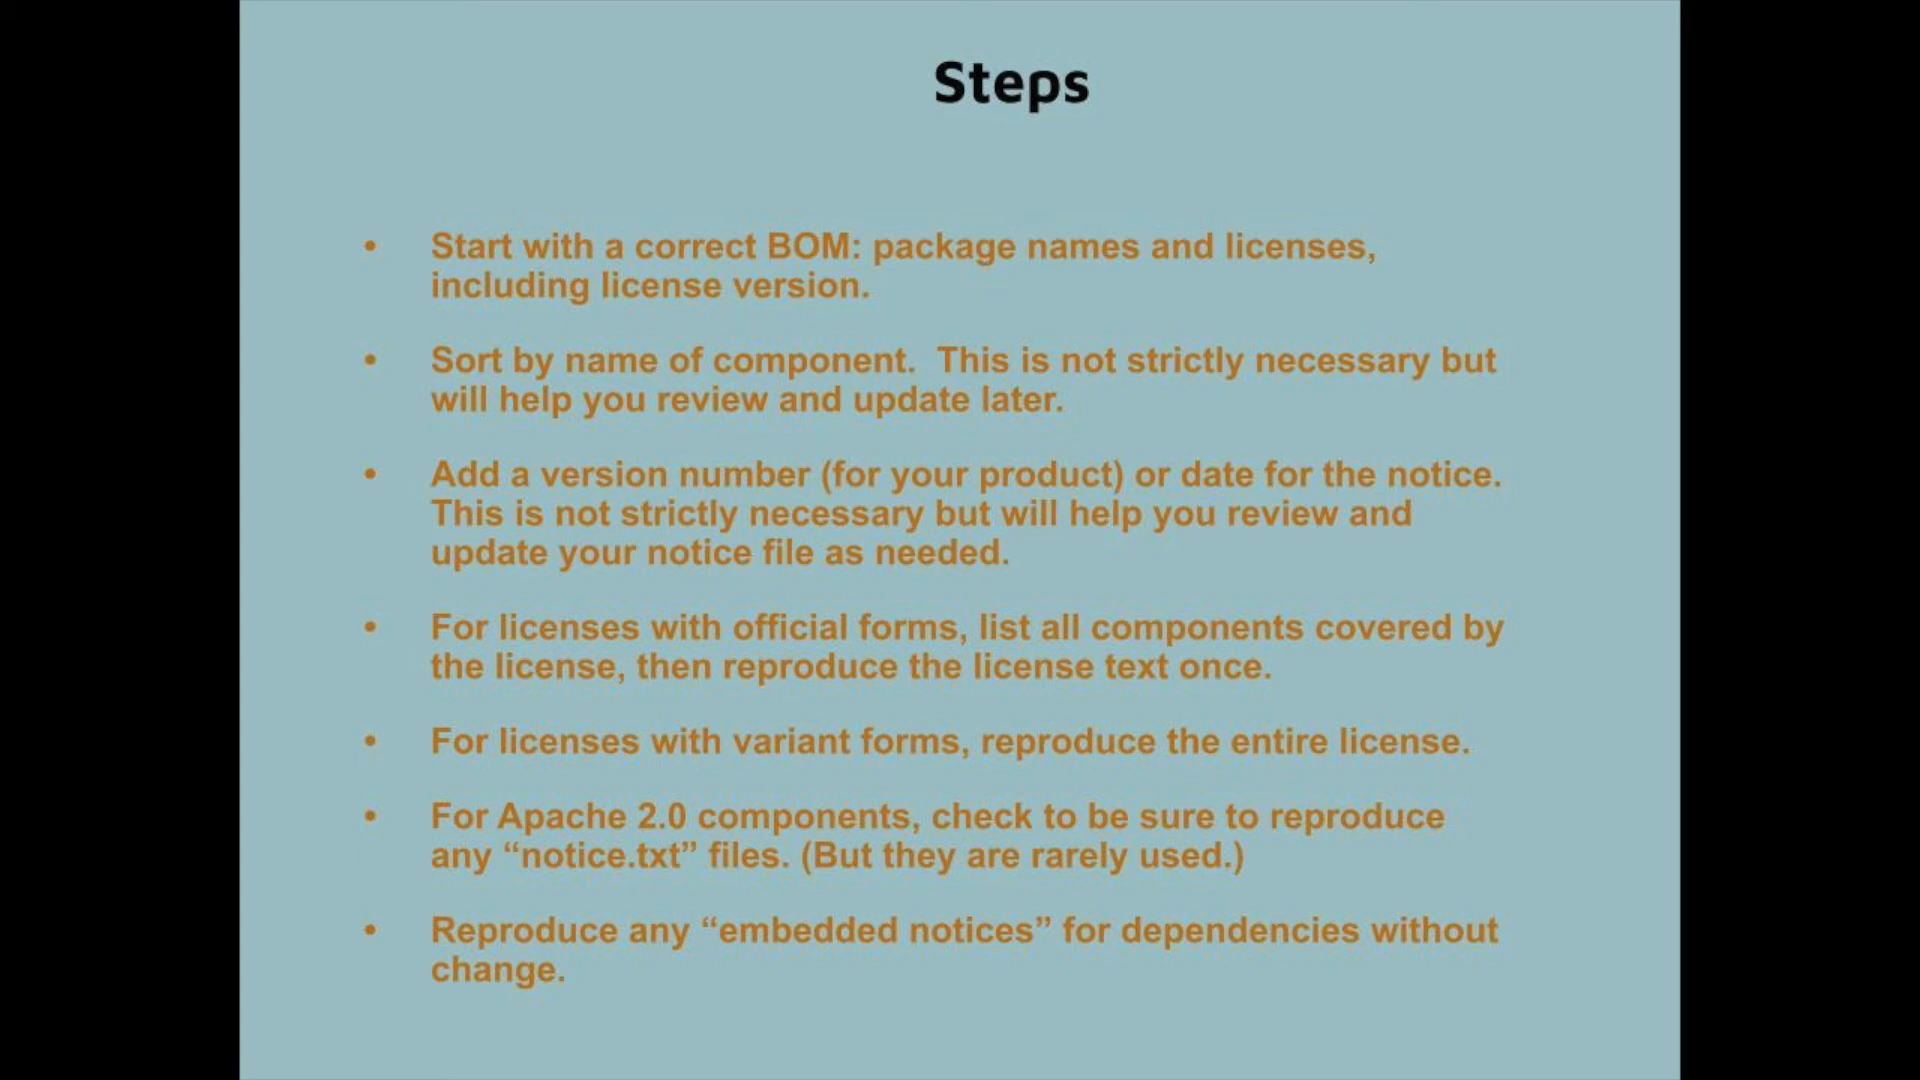 Steps
• Start with a correct BOM: package names and licenses,
including license version.
• Sort by name of component.  This is not strictly necessary but
will help you review and update later.
• Add a version number (for your product) or date for the notice.
This is not strictly necessary but will help you review and
update your notice file as needed.
• For licenses with official forms, list all components covered by
the license, then reproduce the license text once.
• For licenses with variant forms, reproduce the entire license.
• For Apache 2.0 components, check to be sure to reproduce
any “notice.txt” files. (But they are rarely used.)
• Reproduce any “embedded notices” for dependencies without
change.